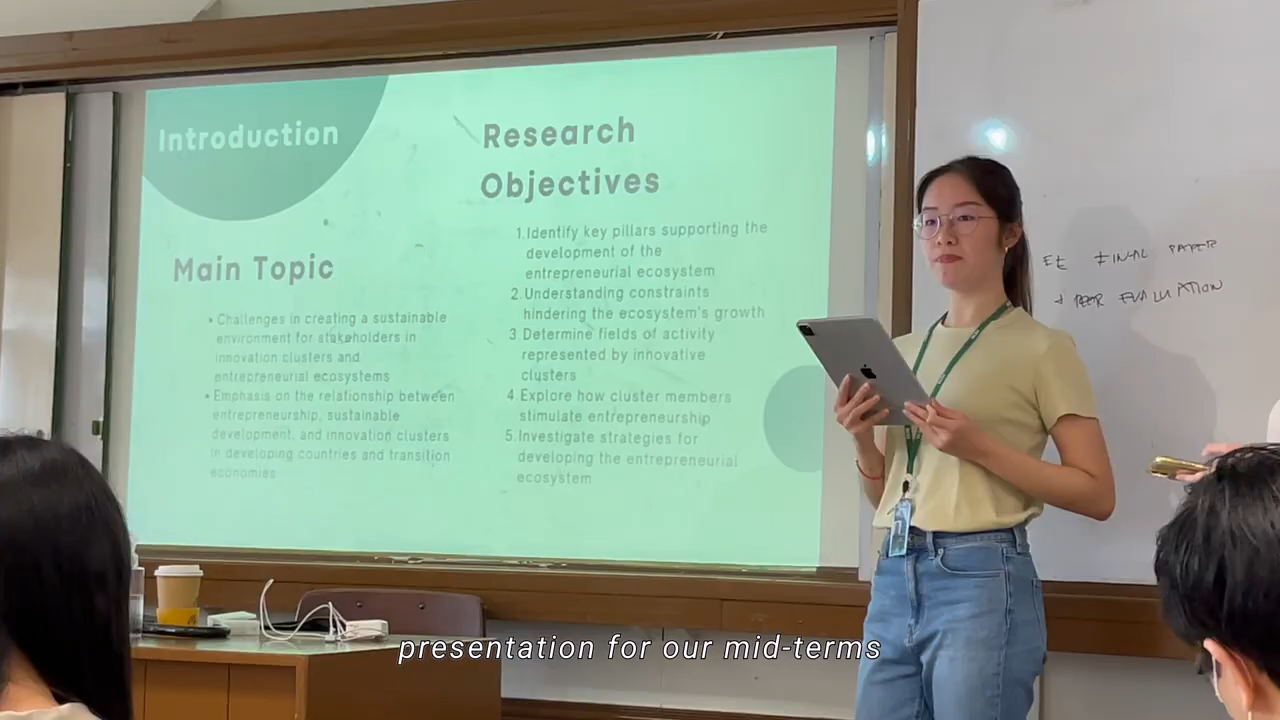 Introduction
Main Topic
• Challenges in creating a sustainable
environment for stakeholders in
innovation clusters and
entrepreneurial ecosystems
• Emphasis on the relationship between
entrepreneurship, sustainable
development, and innovation clusters
in developing countries and transition
economies
Research
Objectives
1. Identify key pillars supporting the
development of the
entrepreneurial ecosystem
2. Understanding constraints
hindering the ecosystem's growth
3. Determine fields of activity
represented by innovative
clusters
4. Explore how cluster members
stimulate entrepreneurship
5. Investigate strategies for
developing the entrepreneurial
ecosystem
FINAL PAPER
+ PEER EVALUATION
presentation for our mid-terms